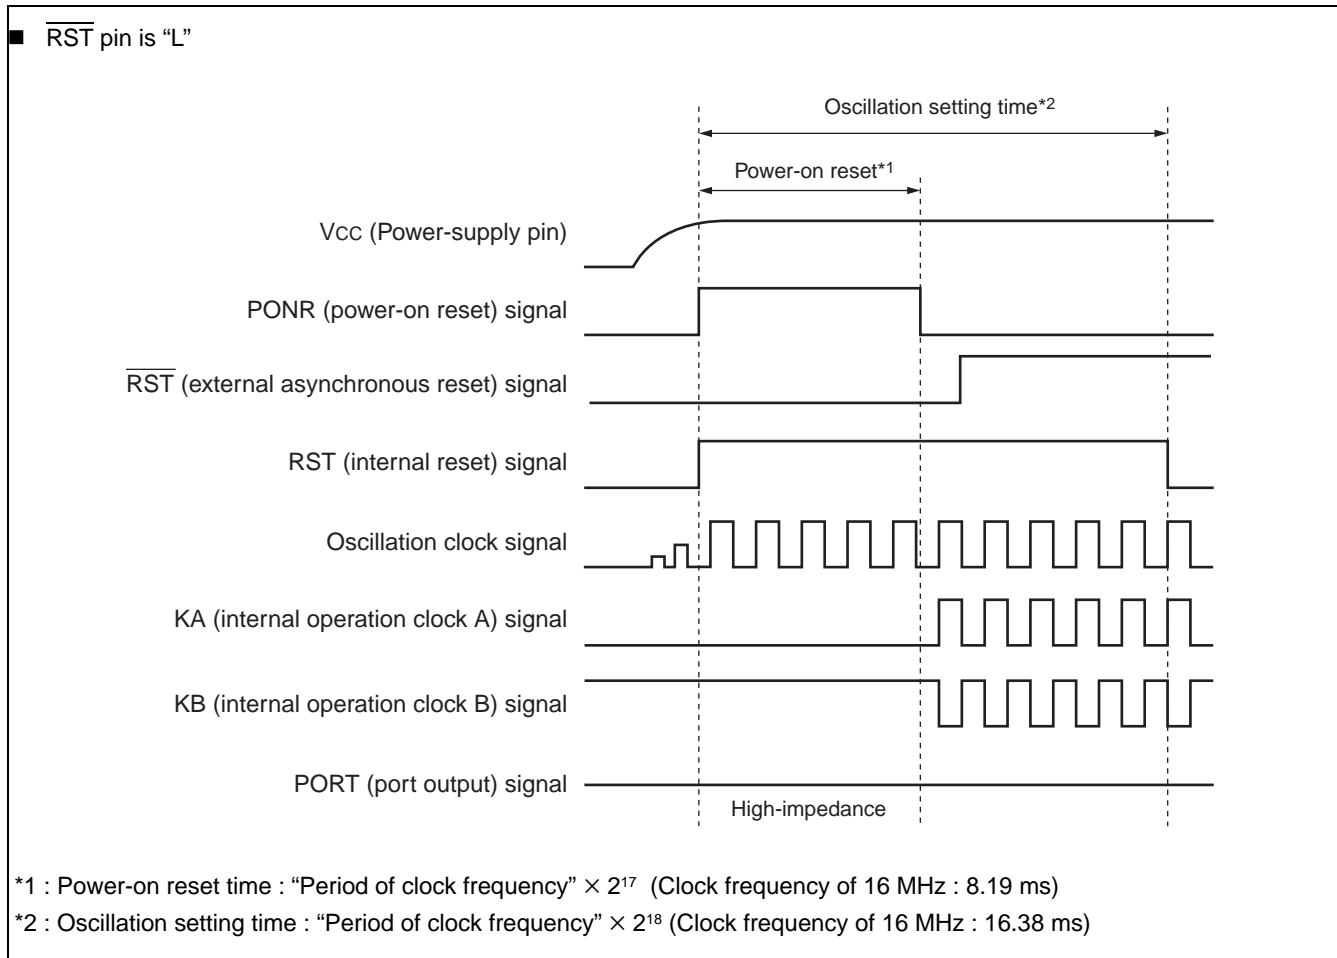 ■ R̅S̅T̅ pin is “L”
Oscillation setting time*2
Power-on reset*1
VCC (Power-supply pin)
PONR (power-on reset) signal
R̅S̅T̅ (external asynchronous reset) signal
RST (internal reset) signal
Oscillation clock signal
KA (internal operation clock A) signal
KB (internal operation clock B) signal
PORT (port output) signal
High-impedance
*1 : Power-on reset time : “Period of clock frequency” × 2¹⁷ (Clock frequency of 16 MHz : 8.19 ms)
*2 : Oscillation setting time : “Period of clock frequency” × 2¹⁸ (Clock frequency of 16 MHz : 16.38 ms)